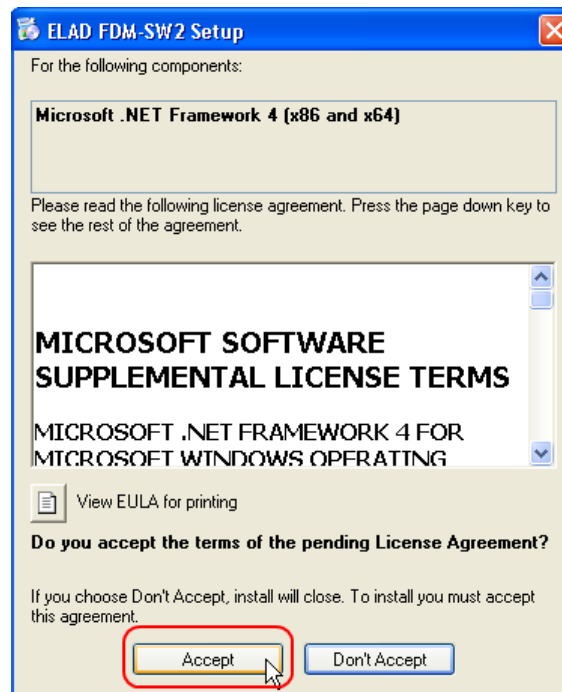 ELAD FDM-SW2 Setup
For the following components:
Microsoft .NET Framework 4 (x86 and x64)
Please read the following license agreement. Press the page down key to
see the rest of the agreement.
MICROSOFT SOFTWARE
SUPPLEMENTAL LICENSE TERMS
MICROSOFT .NET FRAMEWORK 4 FOR
MICROSOFT WINDOWS OPERATING
View EULA for printing
Do you accept the terms of the pending License Agreement?
If you choose Don't Accept, install will close. To install you must accept
this agreement.
Accept
Don't Accept